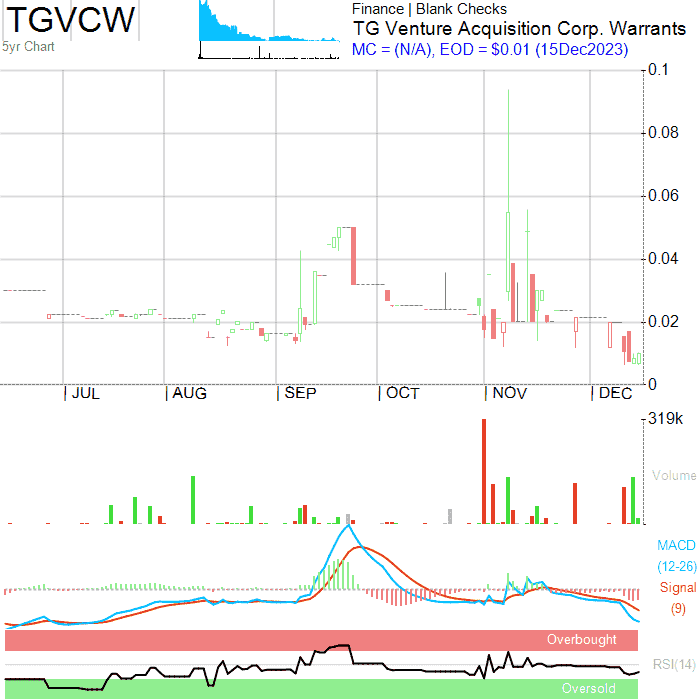 TGVCW
5yr Chart
Finance | Blank Checks
TG Venture Acquisition Corp. Warrants
MC = (N/A), EOD = $0.01 (15Dec2023)
0.1
0.08
0.06
0.04
0.02
0
JUL AUG SEP OCT NOV DEC
319k
Volume
MACD
(12-26)
Signal
(9)
Overbought
RSI(14)
Oversold